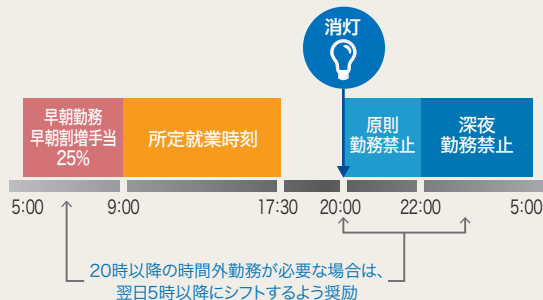 消灯
早朝勤務
早朝割増手当
25%
所定就業時刻
原則
勤務禁止
深夜
勤務禁止
5:00 9:00 17:30 20:00 22:00 5:00
20時以降の時間外勤務が必要な場合は、
翌日5時以降にシフトするよう奨励